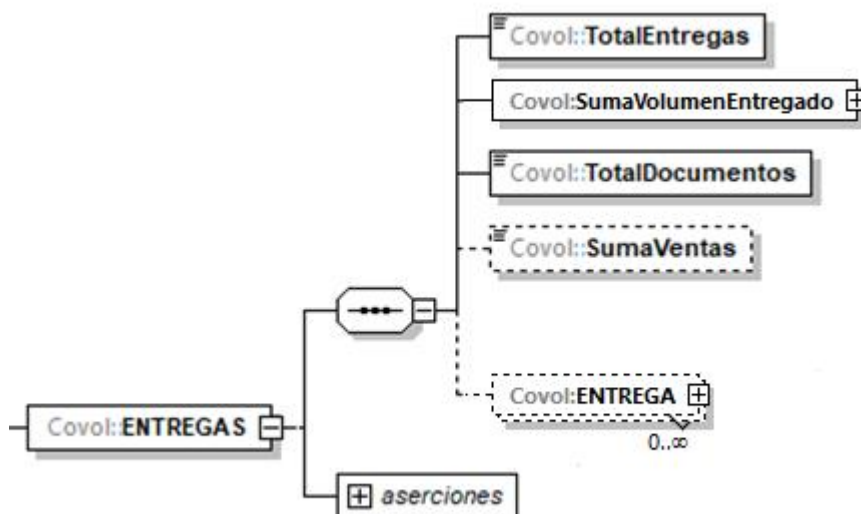 Covol::TotalEntregas
Covol:SumaVolumenEntregado
Covol::TotalDocumentos
Covol::SumaVentas
Covol:ENTREGA
0..∞
Covol::ENTREGAS
aserciones